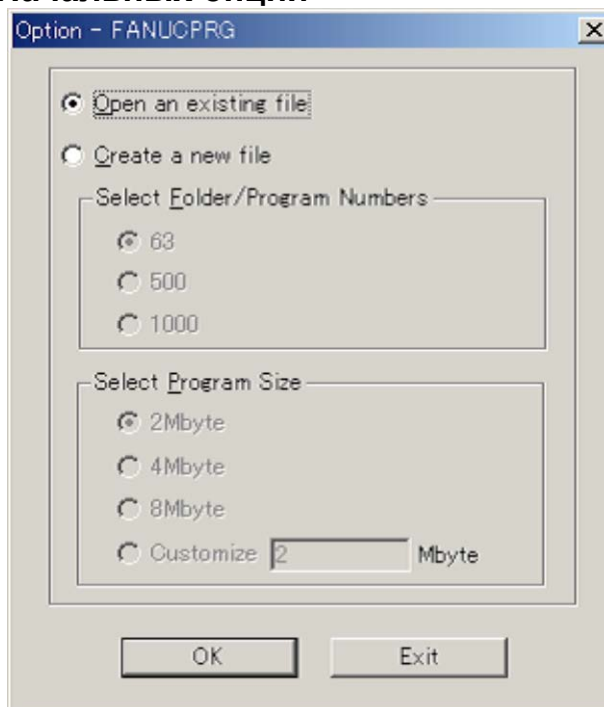 Option - FANUCPRG
Open an existing file
Create a new file
Select Folder/Program Numbers
63
500
1000
Select Program Size
2Mbyte
4Mbyte
8Mbyte
Customize 2 Mbyte
OK Exit